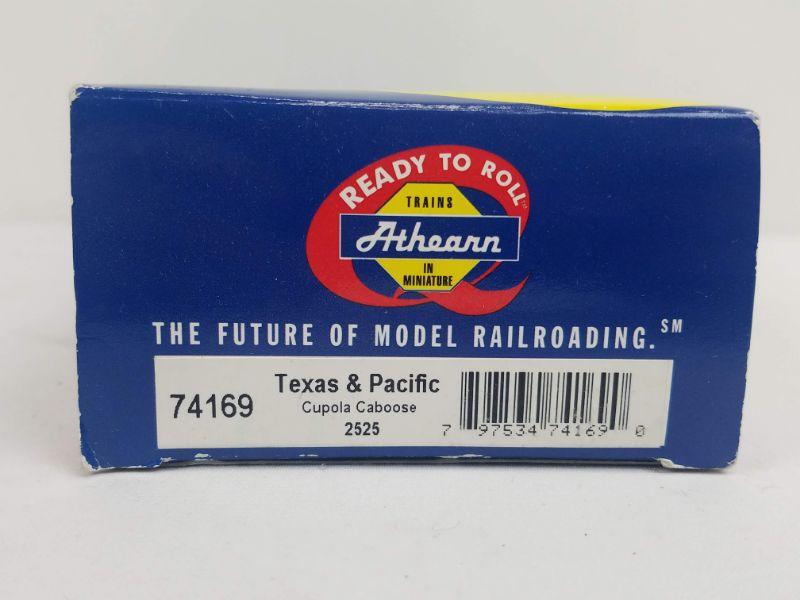 READY TO ROLL™
TRAINS
Athearn
IN
MINIATURE
THE FUTURE OF MODEL RAILROADING.℠
74169
Texas & Pacific
Cupola Caboose
2525
7 97534 74169 0